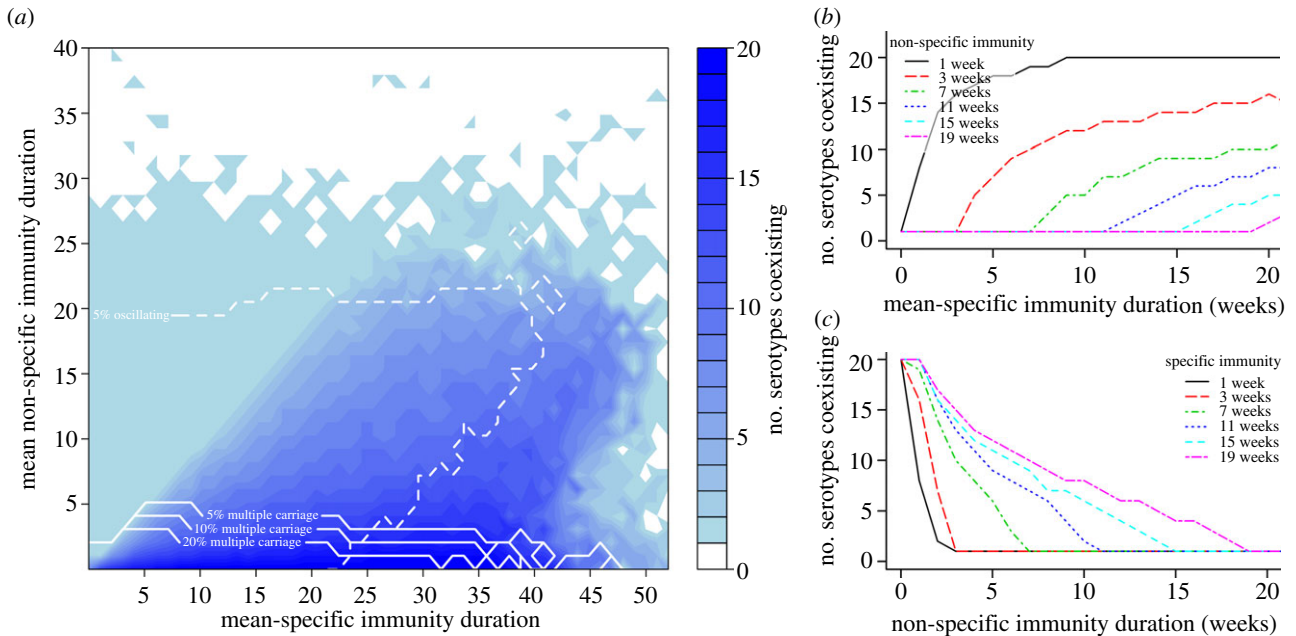 (a)
40
35
30
25
20
15
10
5
mean non-specific immunity duration
5% oscillating
5% multiple carriage
10% multiple carriage
20% multiple carriage
5 10 15 20 25 30 35 40 45 50
mean-specific immunity duration
20
15
10
5
0
no. serotypes coexisting
(b)
non-specific immunity
1 week
3 weeks
7 weeks
11 weeks
15 weeks
19 weeks
20
15
10
5
0
no. serotypes coexisting
0 5 10 15 20
mean-specific immunity duration (weeks)
(c)
specific immunity
1 week
3 weeks
7 weeks
11 weeks
15 weeks
19 weeks
20
15
10
5
0
no. serotypes coexisting
0 5 10 15 20
non-specific immunity duration (weeks)